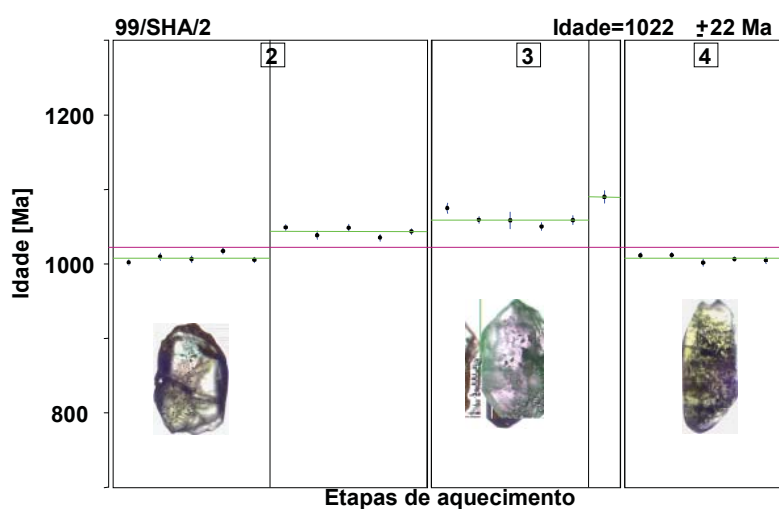 99/SHA/2 Idade=1022 ±22 Ma
2 3 4
1200
1000
800
Idade [Ma]
Etapas de aquecimento